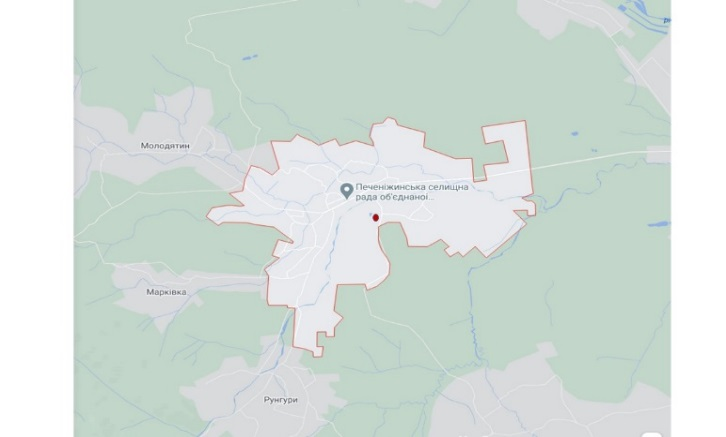 Молодятин
Печеніжинська селищна
рада об'єднаної...
Марківка
Рунгури